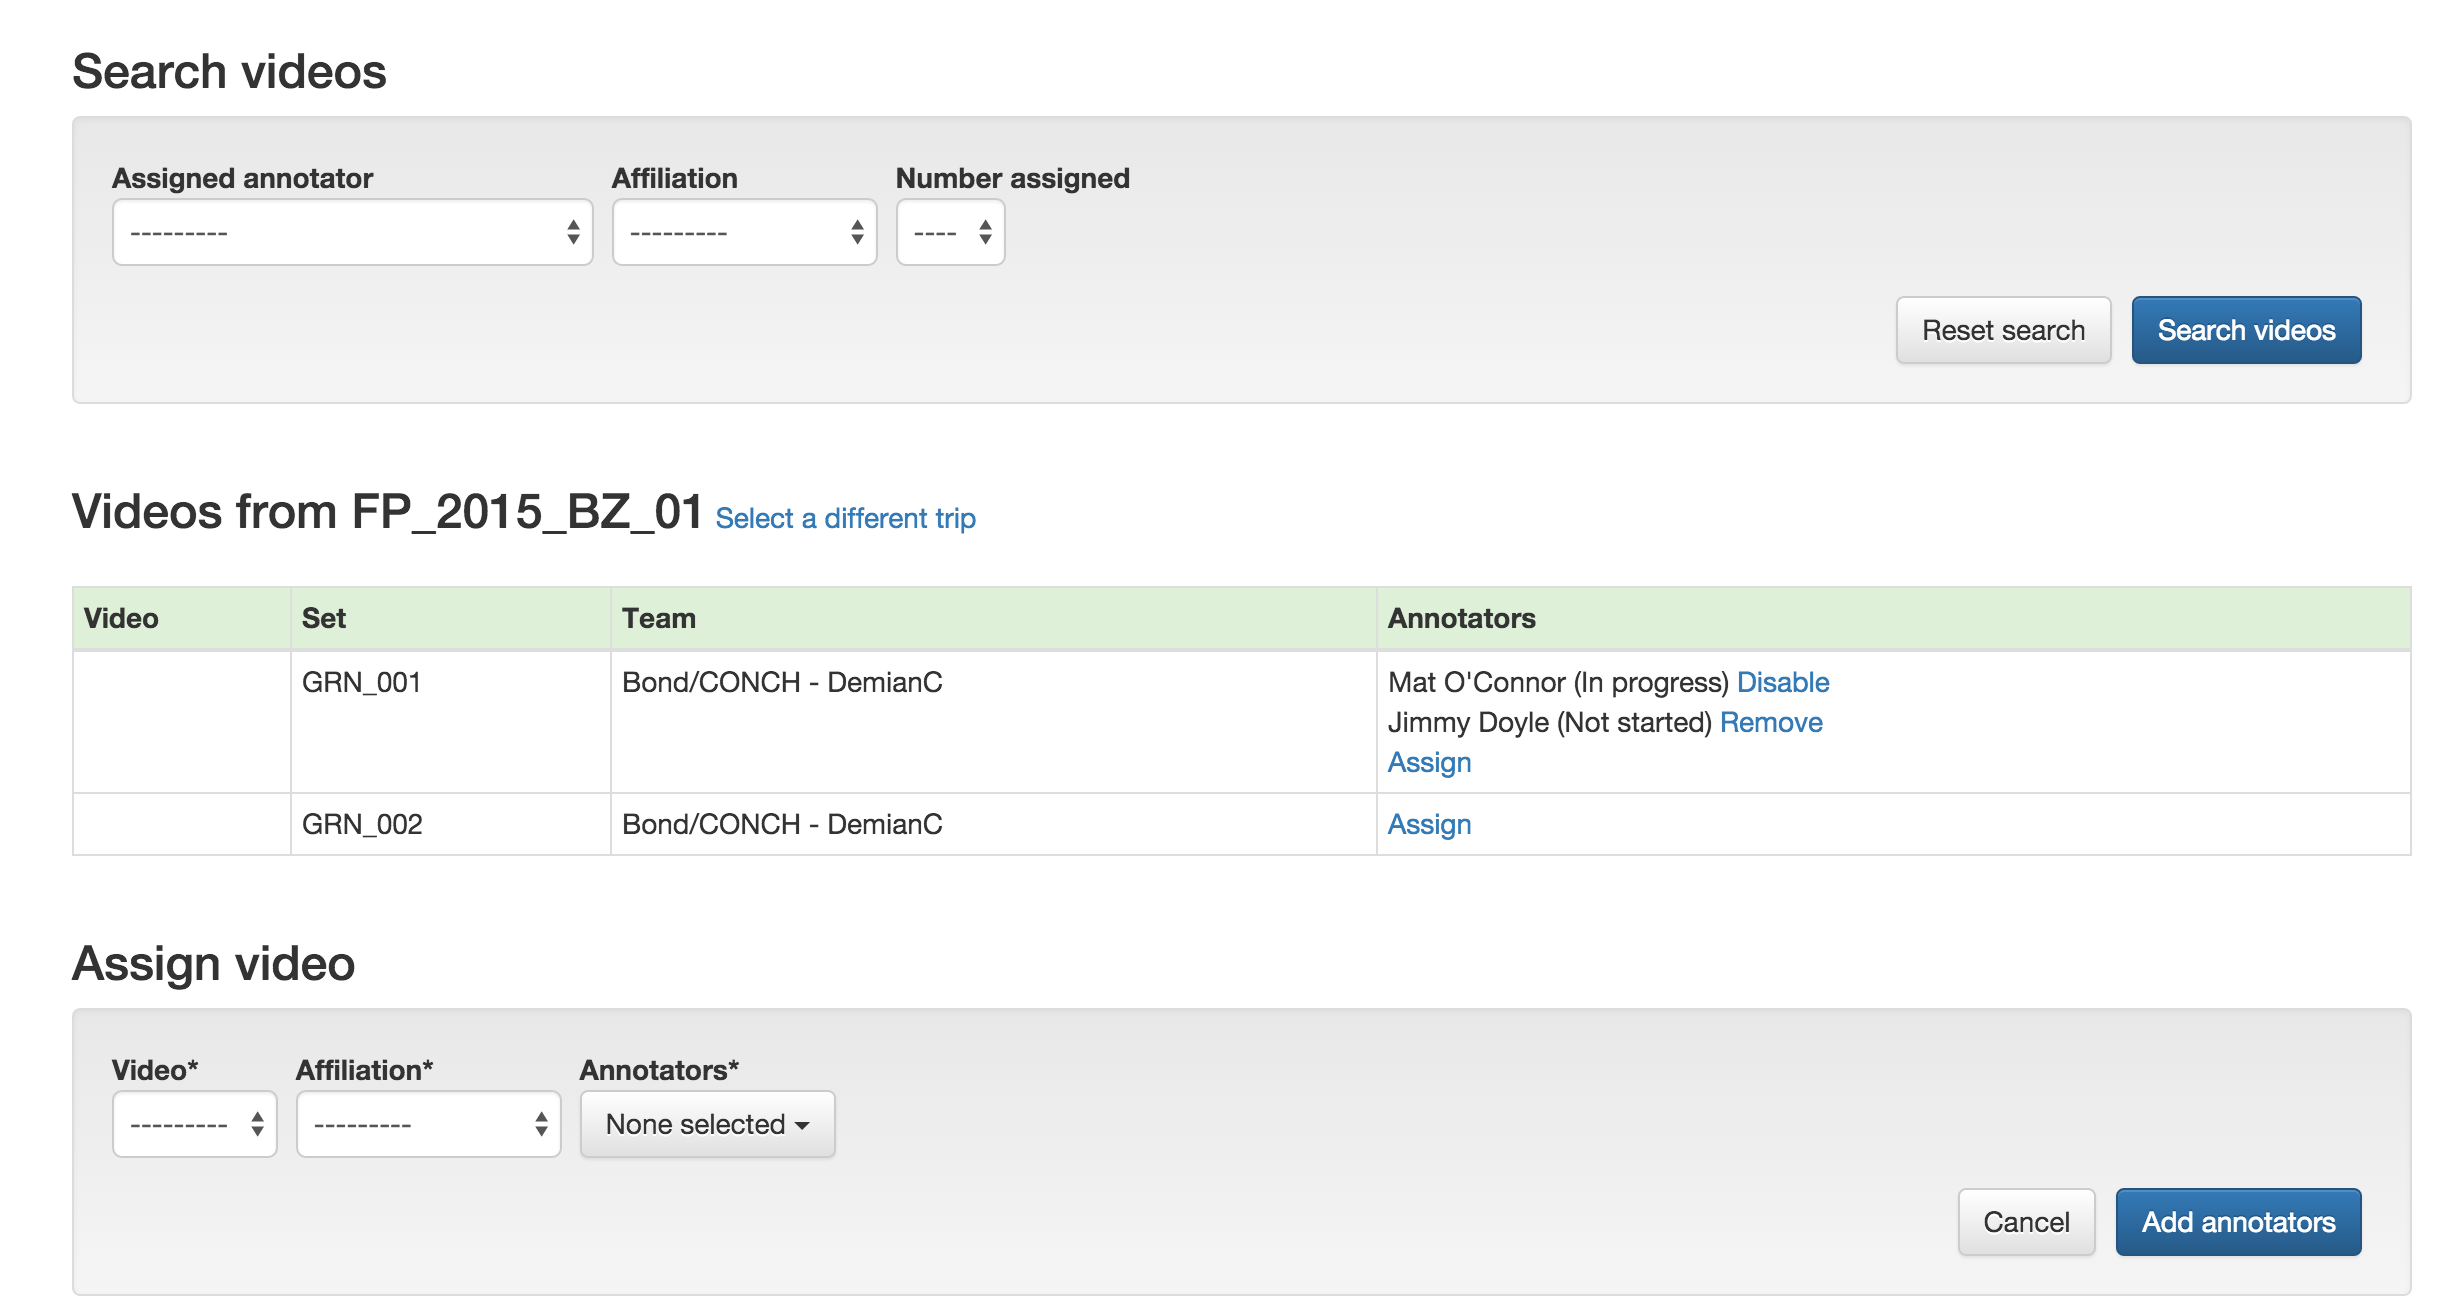 Search videos
Assigned annotator Affiliation Number assigned
--------- --------- ----
Reset search Search videos
Videos from FP_2015_BZ_01 Select a different trip
Video Set Team Annotators
GRN_001 Bond/CONCH - DemianC Mat O'Connor (In progress) Disable
Jimmy Doyle (Not started) Remove
Assign
GRN_002 Bond/CONCH - DemianC Assign
Assign video
Video* Affiliation* Annotators*
--------- --------- None selected
Cancel Add annotators